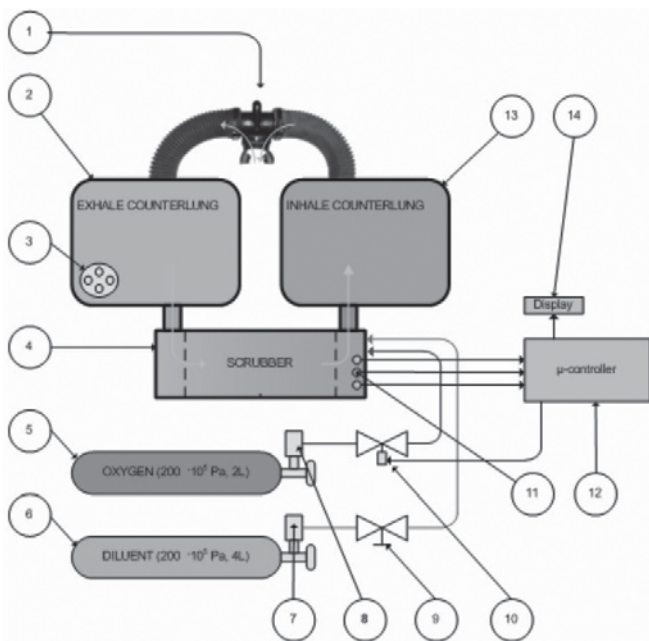 1
2
13
14
EXHALE COUNTERLUNG
INHALE COUNTERLUNG
3
Display
4
SCRUBBER
µ-controller
5
OXYGEN (200 ·10⁵ Pa, 2L)
6
DILUENT (200 ·10⁵ Pa, 4L)
7
8
9
10
11
12